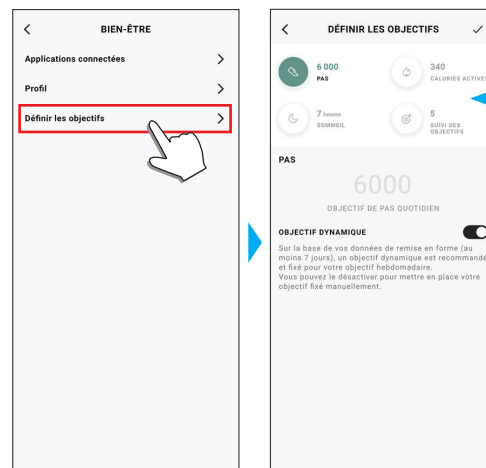 BIEN-ÊTRE
Applications connectées
Profil
Définir les objectifs
DÉFINIR LES OBJECTIFS
6 000
PAS
340
CALORIES ACTIVES
7 heures
SOMMEIL
5
SUIVI DES
OBJECTIFS
PAS
6000
OBJECTIF DE PAS QUOTIDIEN
OBJECTIF DYNAMIQUE
Sur la base de vos données de remise en forme (au
moins 7 jours), un objectif dynamique est recommandé
et fixé pour votre objectif hebdomadaire.
Vous pouvez le désactiver pour mettre en place votre
objectif fixé manuellement.